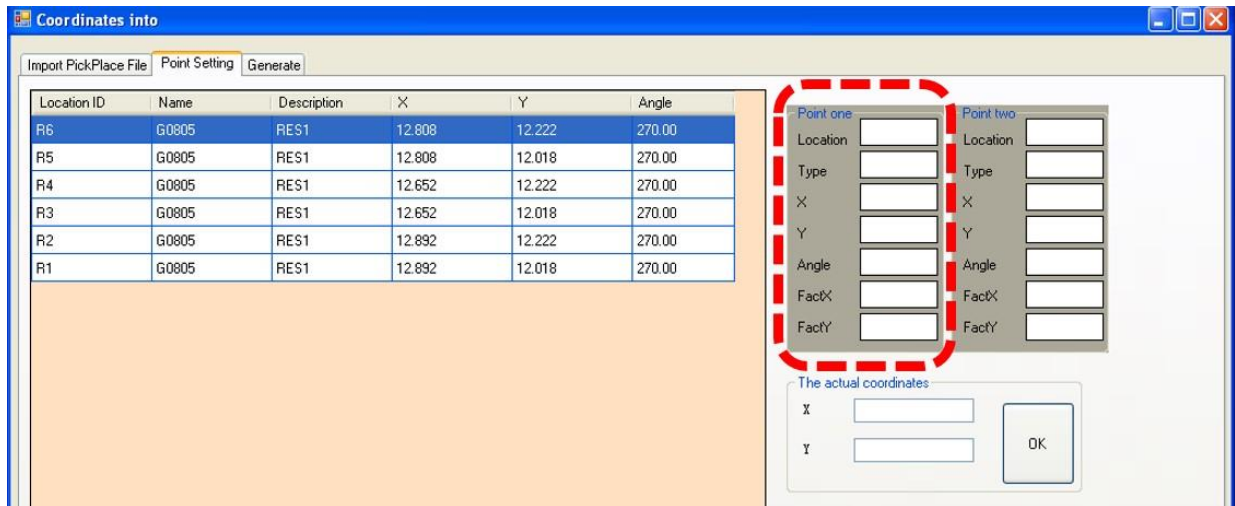 Coordinates into
Import PickPlace File Point Setting Generate
Location ID Name Description X Y Angle
R6 G0805 RES1 12.808 12.222 270.00
R5 G0805 RES1 12.808 12.018 270.00
R4 G0805 RES1 12.652 12.222 270.00
R3 G0805 RES1 12.652 12.018 270.00
R2 G0805 RES1 12.892 12.222 270.00
R1 G0805 RES1 12.892 12.018 270.00
Point one
Location
Type
X
Y
Angle
FactX
FactY
Point two
Location
Type
X
Y
Angle
FactX
FactY
The actual coordinates
X
Y
OK